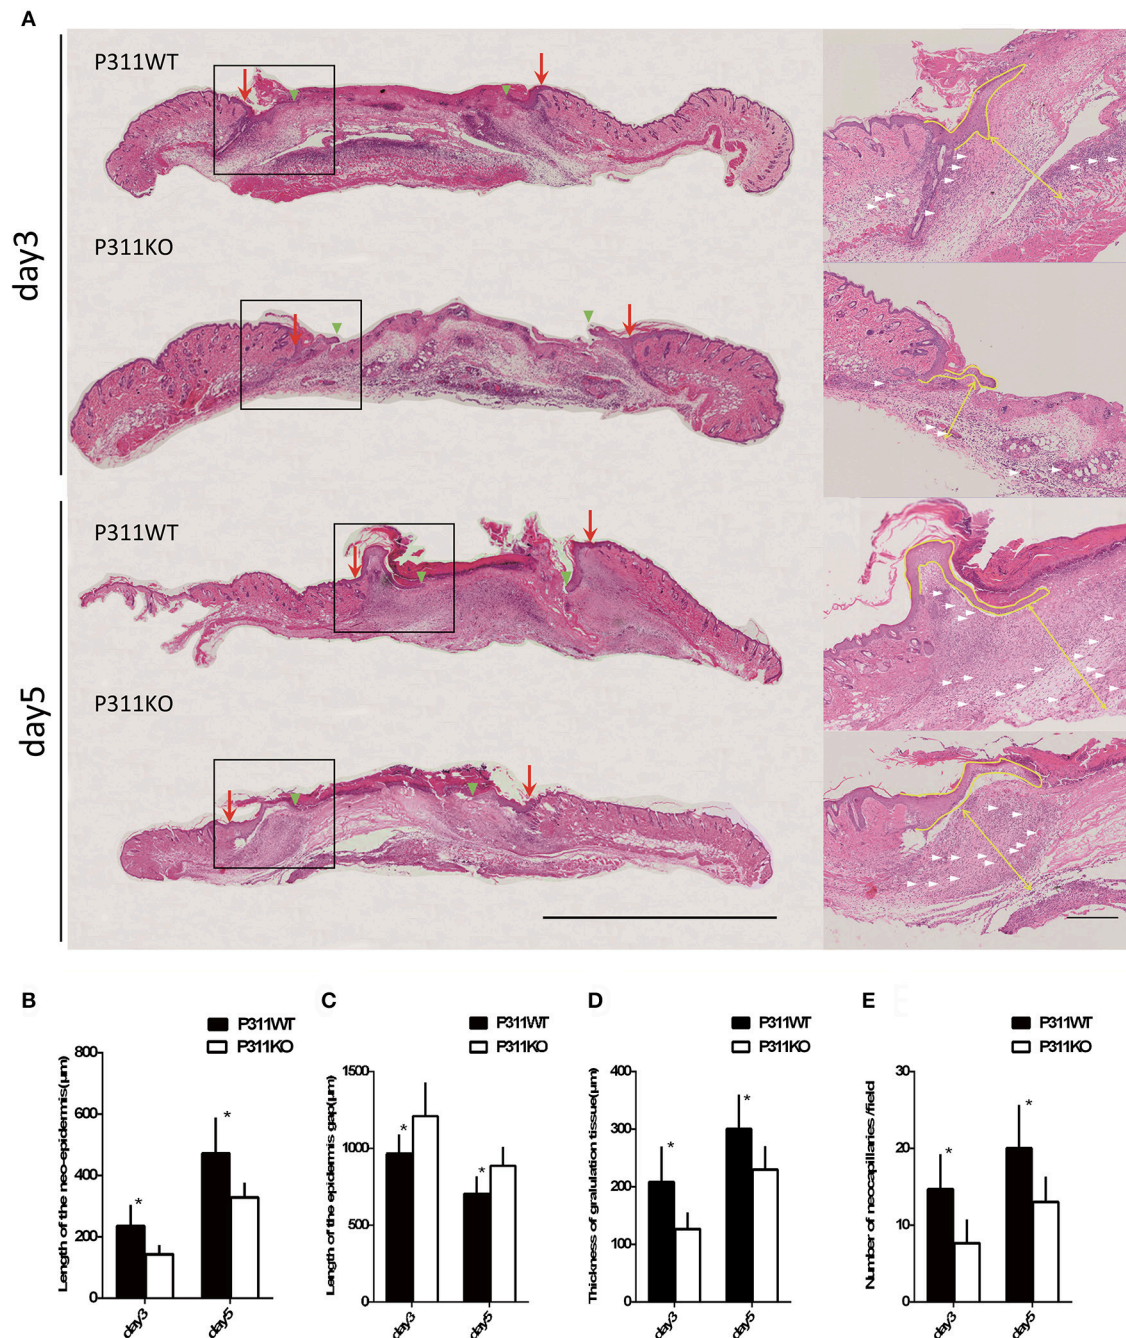 A
P311WT
P311KO
day3
P311WT
P311KO
day5
B
P311WT
P311KO
Length of the neo-epidermis(μm)
800
600
400
200
0
*
*
day3
day5
C
P311WT
P311KO
Length of the epidermis gap(μm)
1500
1000
500
0
*
*
day3
day5
D
P311WT
P311KO
Thickness of gralulation tissue(μm)
400
300
200
100
0
*
*
day3
day5
E
P311WT
P311KO
Number of neocapillaries/field
30
20
10
0
*
*
day3
day5